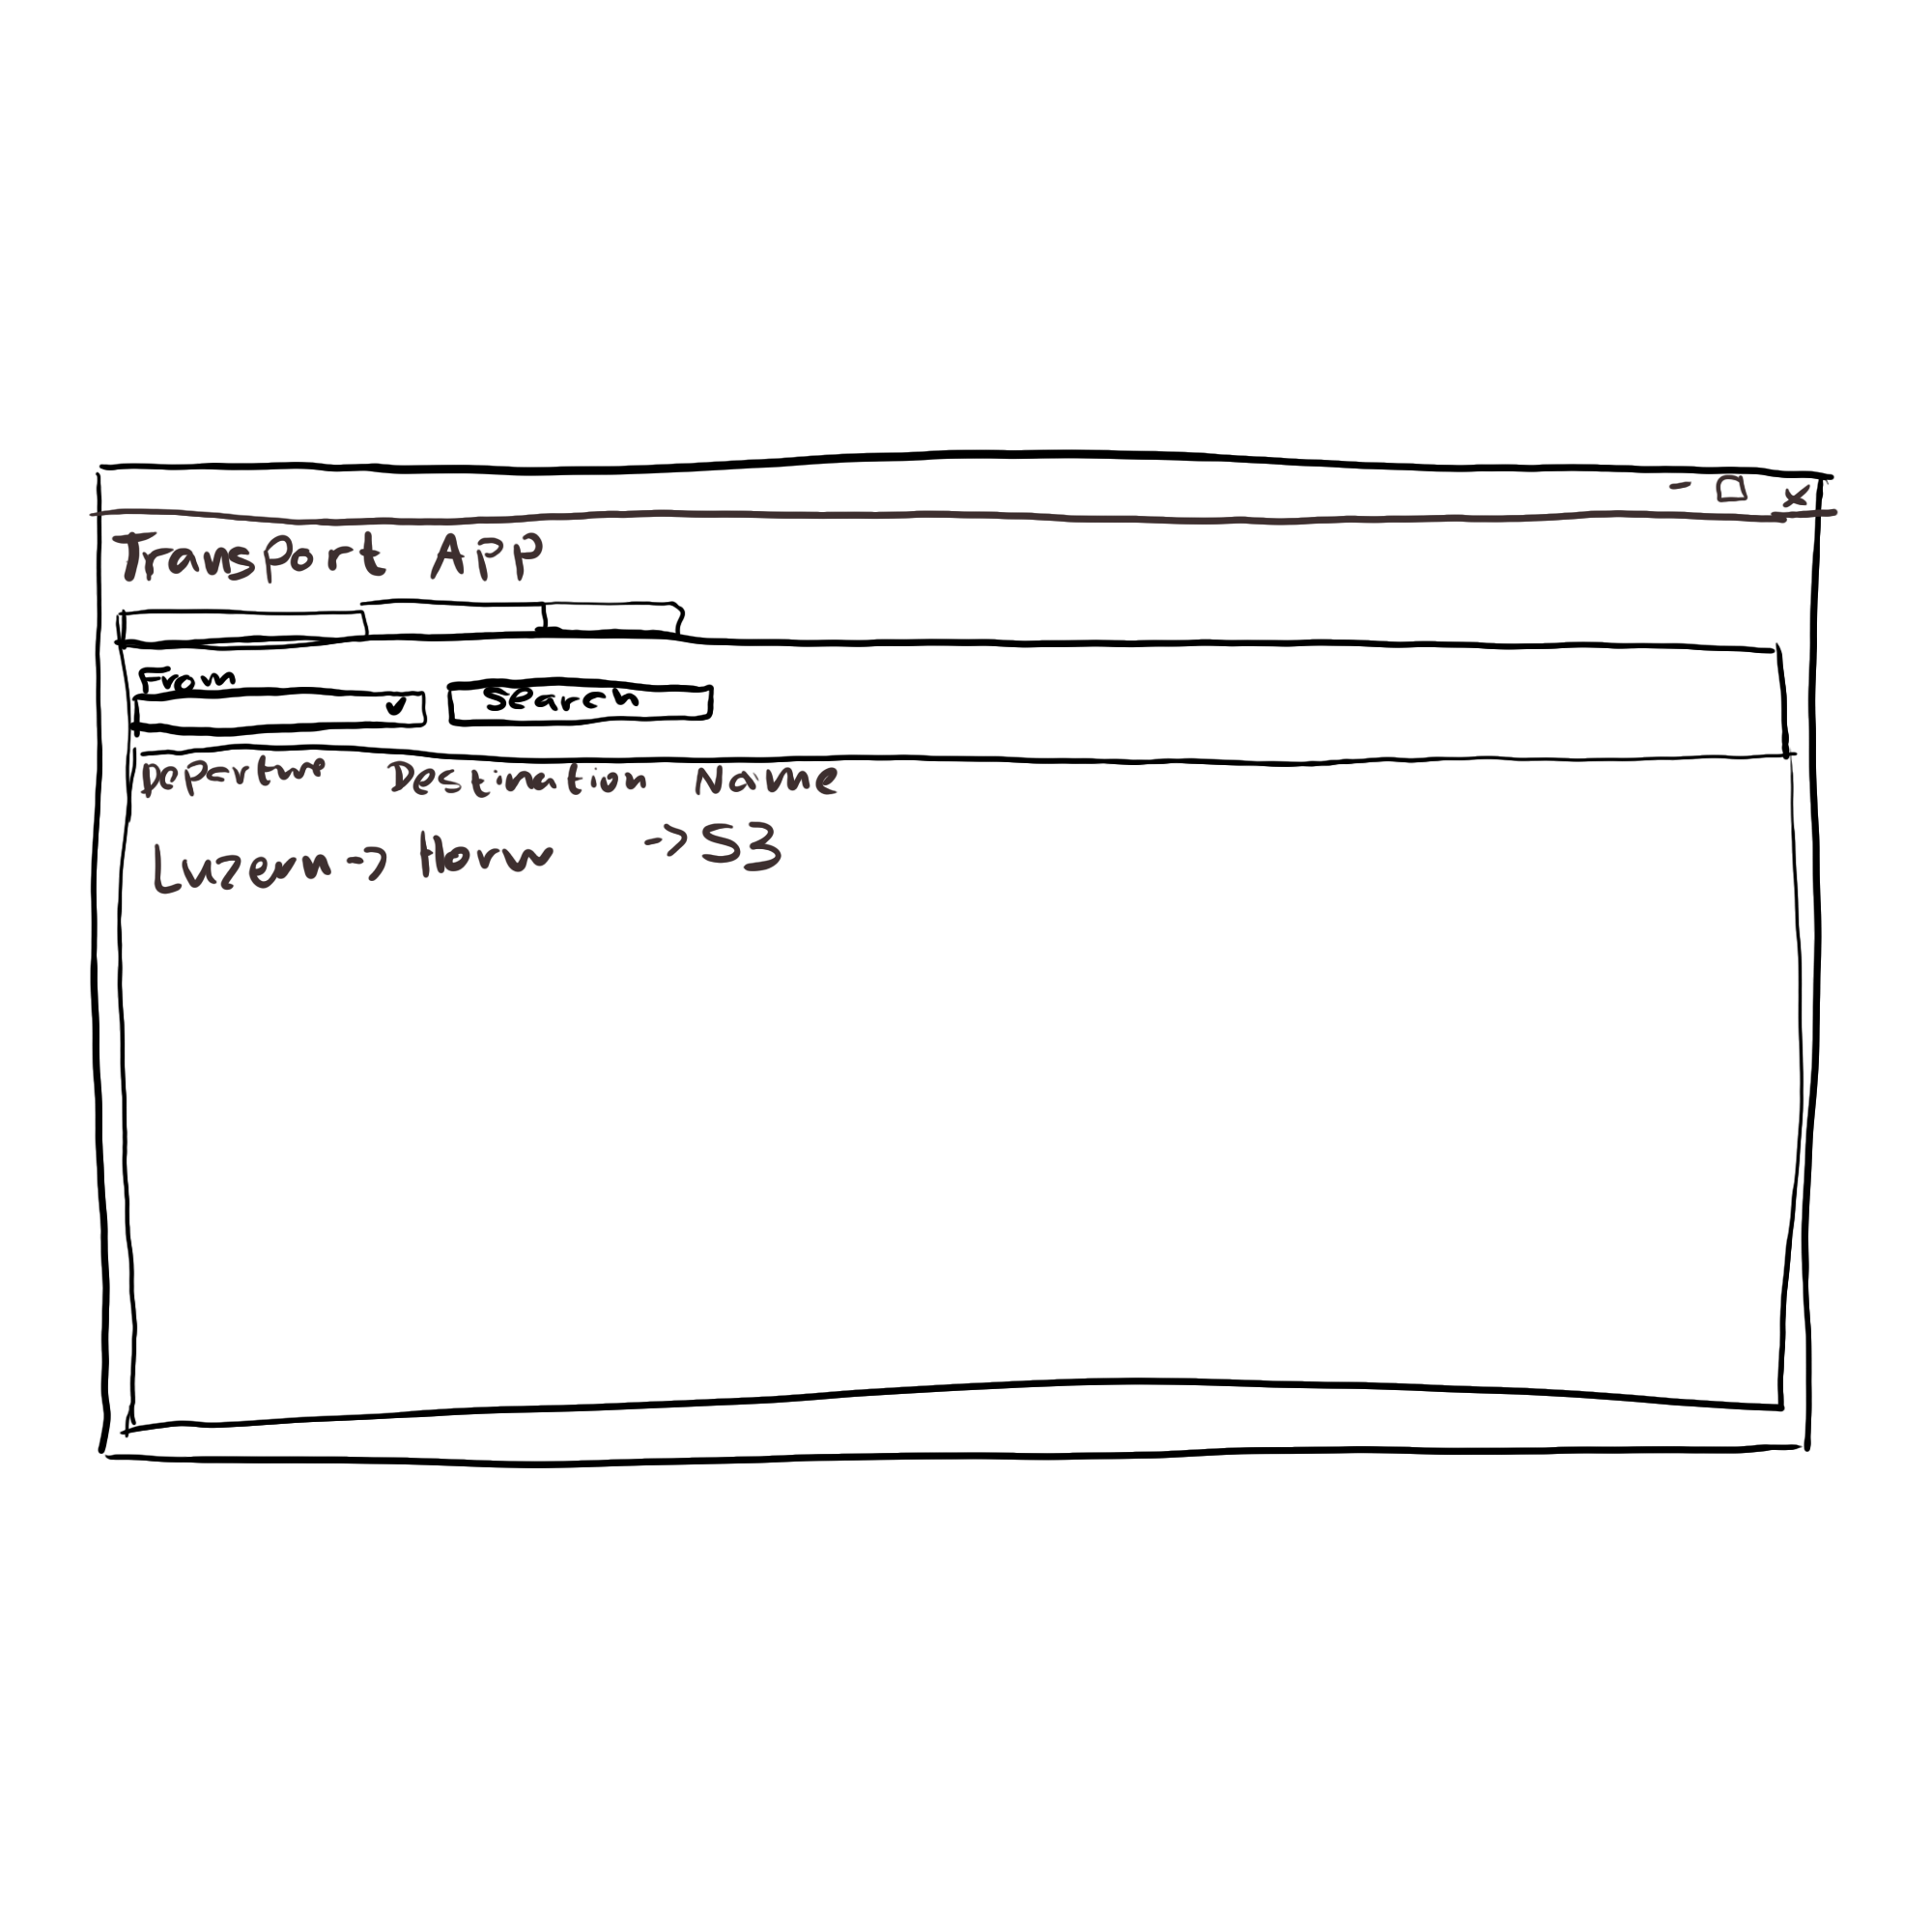 Transport App
From
Search
Departure Destination Name
Luzern → Horw → S3